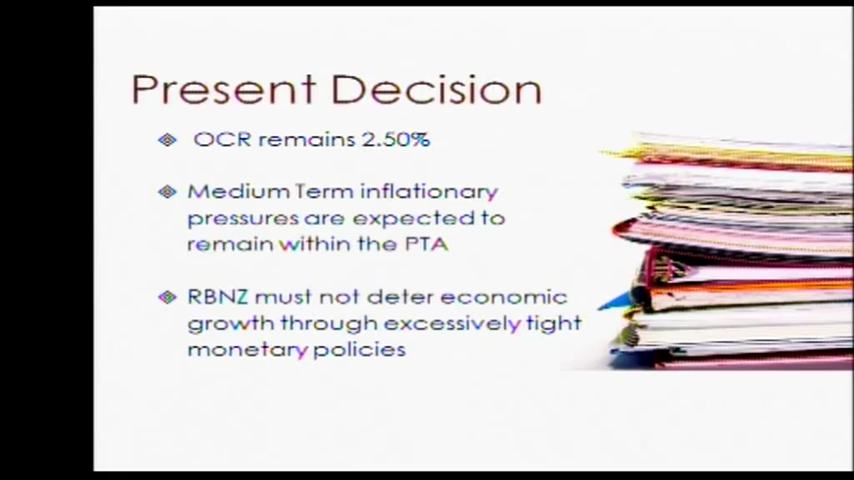 Present Decision
OCR remains 2.50%
Medium Term inflationary
pressures are expected to
remain within the PTA
RBNZ must not deter economic
growth through excessively tight
monetary policies